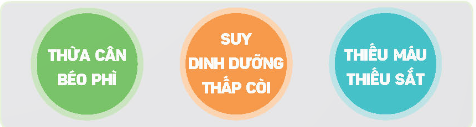 THỪA CÂN
BÉO PHÌ
SUY
DINH DƯỠNG
THẤP CÒI
THIẾU MÁU
THIẾU SẮT